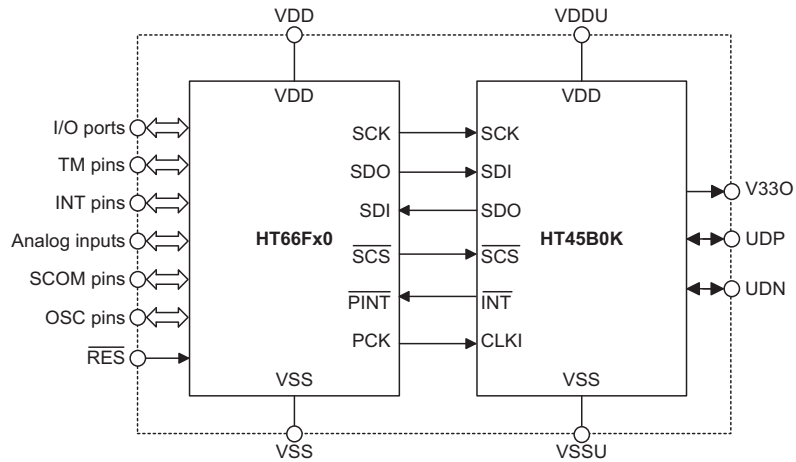 VDD VDDU
VDD VDD
I/O ports
SCK SCK
TM pins
SDO SDI
V33O
INT pins
SDI SDO
Analog inputs HT66Fx0 HT45B0K UDP
SCS SCS
SCOM pins
UDN
PINT INT
OSC pins
PCK CLKI
RES
VSS VSS
VSS VSSU